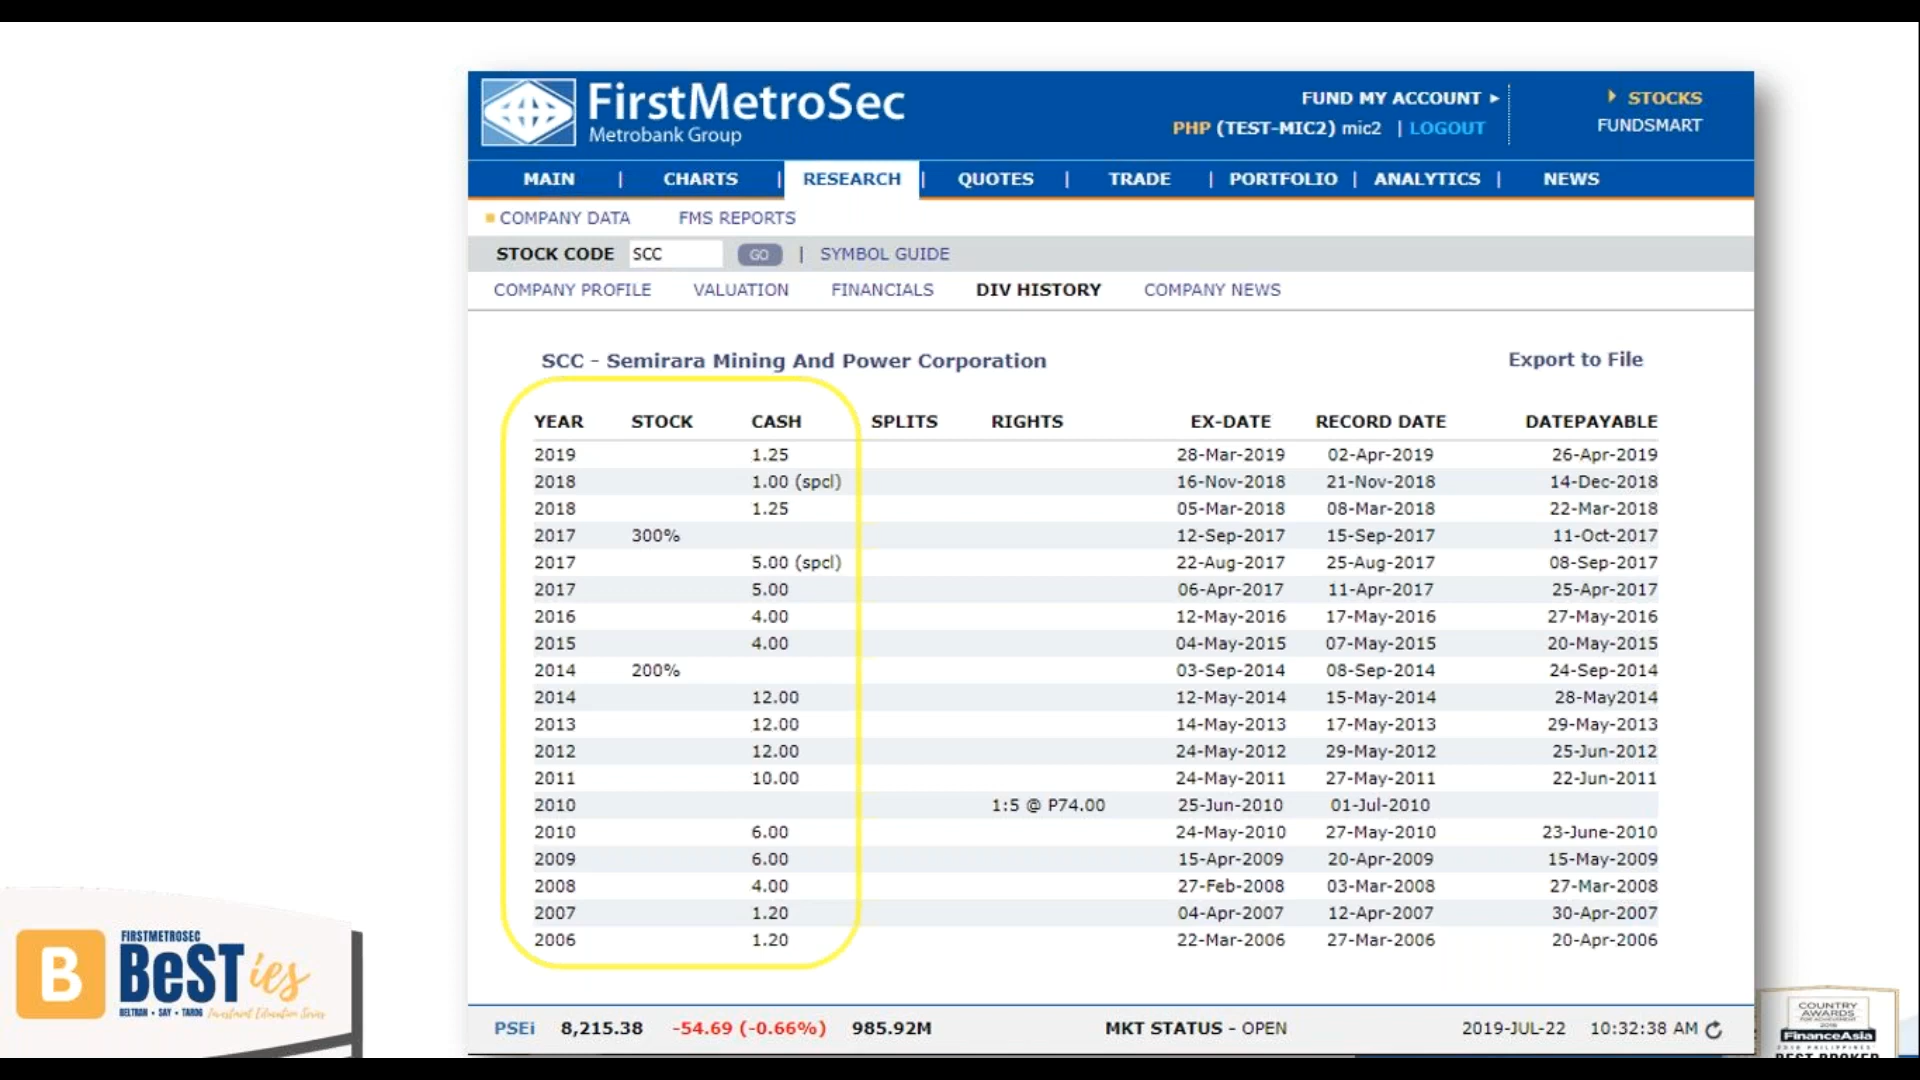 FirstMetroSec
Metrobank Group
FUND MY ACCOUNT
PHP (TEST-MIC2) mic2 | LOGOUT
STOCKS
FUNDSMART
MAIN | CHARTS | RESEARCH | QUOTES | TRADE | PORTFOLIO | ANALYTICS | NEWS
COMPANY DATA FMS REPORTS
STOCK CODE SCC GO | SYMBOL GUIDE
COMPANY PROFILE VALUATION FINANCIALS DIV HISTORY COMPANY NEWS
SCC - Semirara Mining And Power Corporation Export to File
YEAR STOCK CASH SPLITS RIGHTS EX-DATE RECORD DATE DATEPAYABLE
2019 1.25 28-Mar-2019 02-Apr-2019 26-Apr-2019
2018 1.00 (spcl) 16-Nov-2018 21-Nov-2018 14-Dec-2018
2018 1.25 05-Mar-2018 08-Mar-2018 22-Mar-2018
2017 300% 12-Sep-2017 15-Sep-2017 11-Oct-2017
2017 5.00 (spcl) 22-Aug-2017 25-Aug-2017 08-Sep-2017
2017 5.00 06-Apr-2017 11-Apr-2017 25-Apr-2017
2016 4.00 12-May-2016 17-May-2016 27-May-2016
2015 4.00 04-May-2015 07-May-2015 20-May-2015
2014 200% 03-Sep-2014 08-Sep-2014 24-Sep-2014
2014 12.00 12-May-2014 15-May-2014 28-May2014
2013 12.00 14-May-2013 17-May-2013 29-May-2013
2012 12.00 24-May-2012 29-May-2012 25-Jun-2012
2011 10.00 24-May-2011 27-May-2011 22-Jun-2011
2010 1:5 @ P74.00 25-Jun-2010 01-Jul-2010
2010 6.00 24-May-2010 27-May-2010 23-June-2010
2009 6.00 15-Apr-2009 20-Apr-2009 15-May-2009
2008 4.00 27-Feb-2008 03-Mar-2008 27-Mar-2008
2007 1.20 04-Apr-2007 12-Apr-2007 30-Apr-2007
2006 1.20 22-Mar-2006 27-Mar-2006 20-Apr-2006
PSEi 8,215.38 -54.69 (-0.66%) 985.92M MKT STATUS - OPEN 2019-JUL-22 10:32:38 AM
B
FIRSTMETROSEC
BeSTies
BELTRAN • SAY • TAROG Investment Education Series
COUNTRY
AWARDS
FinanceAsia
BEST BROKER